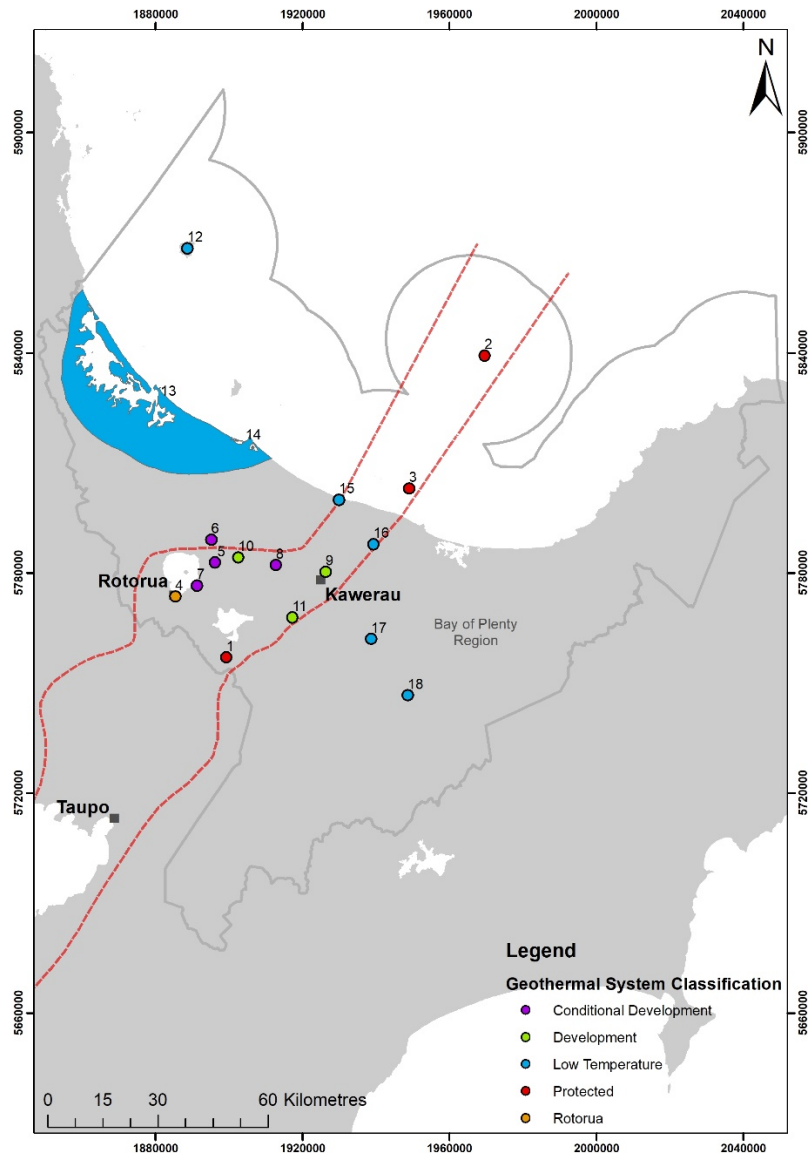 1880000 1920000 1960000 2000000 2040000
N
5900000 5900000
12
2
5840000 5840000
13
14
3
15
6
16
10
5
8
9
5780000 5780000
Rotorua
7
4
Kawerau
11
Bay of Plenty
Region
17
1
18
5720000 5720000
Taupo
Legend
Geothermal System Classification
5660000 5660000
Conditional Development
Development
Low Temperature
Protected
Rotorua
0 15 30 60 Kilometres
1880000 1920000 1960000 2000000 2040000